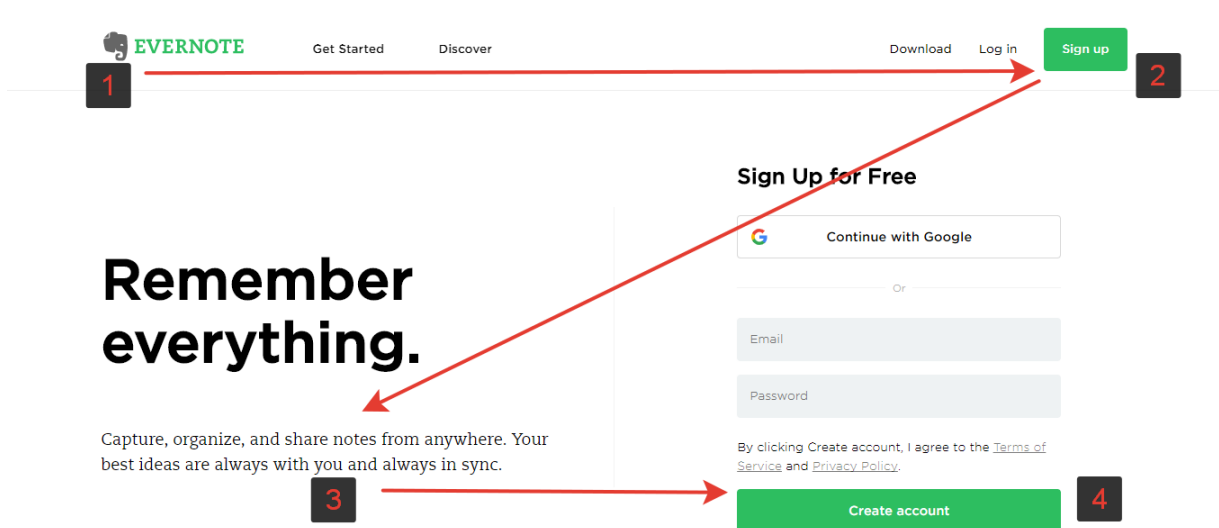 EVERNOTE Get Started Discover Download Log in Sign up
1 2
Sign Up for Free
Continue with Google
Or
Remember
everything.
Email
Password
Capture, organize, and share notes from anywhere. Your
best ideas are always with you and always in sync.
By clicking Create account, I agree to the Terms of
Service and Privacy Policy.
3 4
Create account